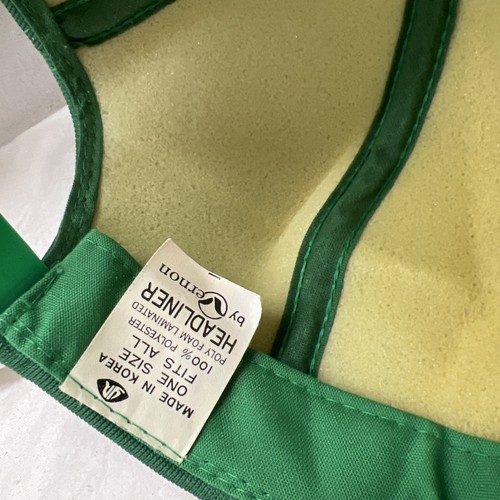 MADE IN KOREA
ONE SIZE
FITS ALL
100% POLYESTER
POLY FOAM LAMINATED
HEADLINER
by Vernon